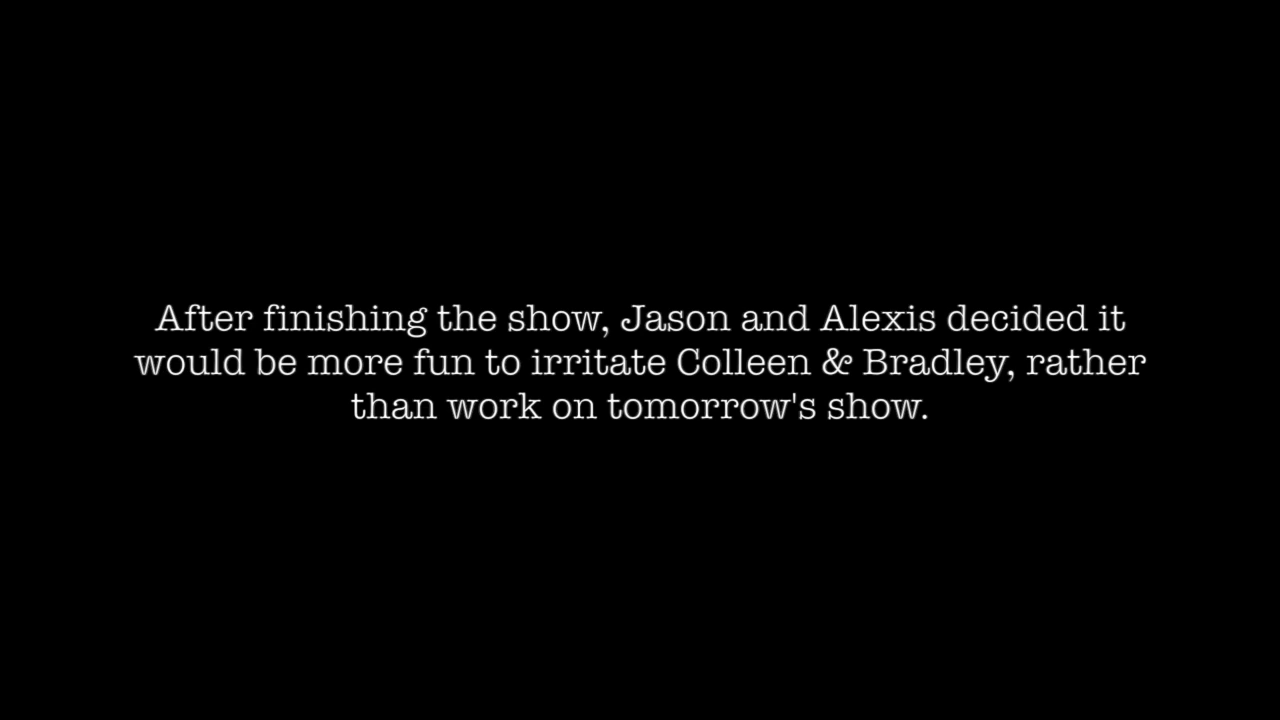 After finishing the show, Jason and Alexis decided it
would be more fun to irritate Colleen & Bradley, rather
than work on tomorrow's show.